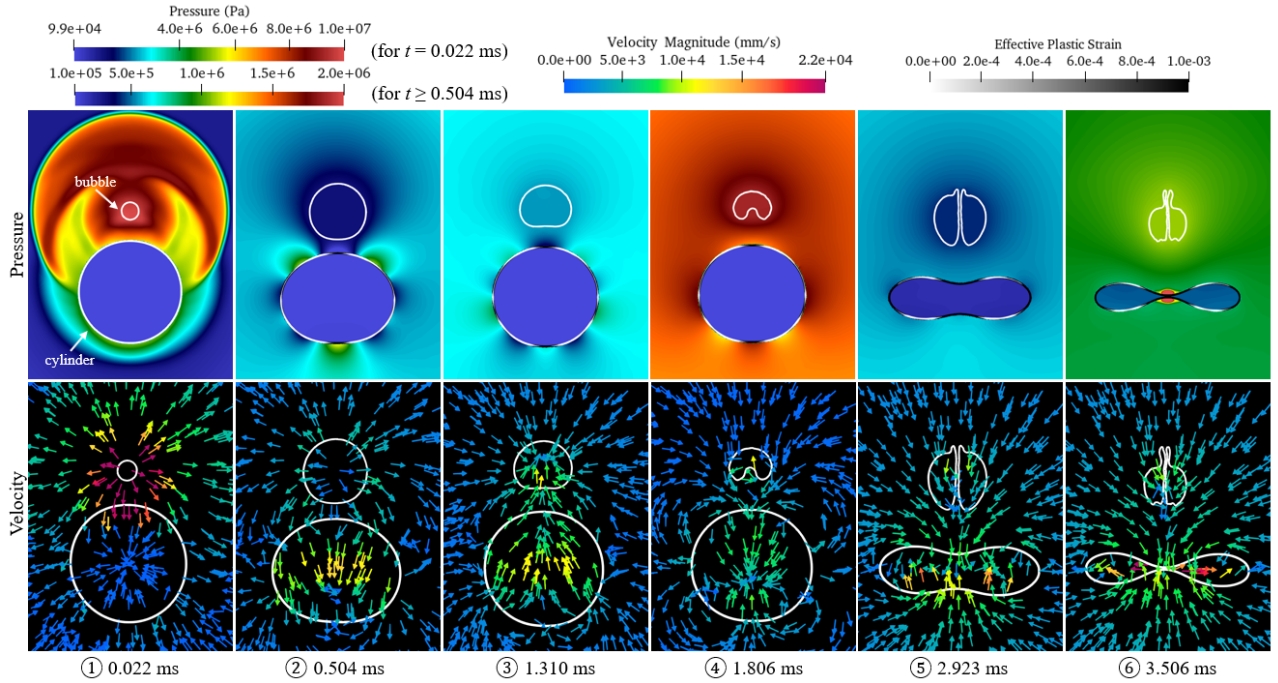 Pressure (Pa)
9.9e+04 4.0e+6 6.0e+6 8.0e+6 1.0e+07
(for t = 0.022 ms)
1.0e+05 5.0e+5 1.0e+6 1.5e+6 2.0e+06
(for t ≥ 0.504 ms)
Velocity Magnitude (mm/s)
0.0e+00 5.0e+3 1.0e+4 1.5e+4 2.2e+04
Effective Plastic Strain
0.0e+00 2.0e-4 4.0e-4 6.0e-4 8.0e-4 1.0e-03
Pressure
bubble
cylinder
Velocity
① 0.022 ms ② 0.504 ms ③ 1.310 ms ④ 1.806 ms ⑤ 2.923 ms ⑥ 3.506 ms